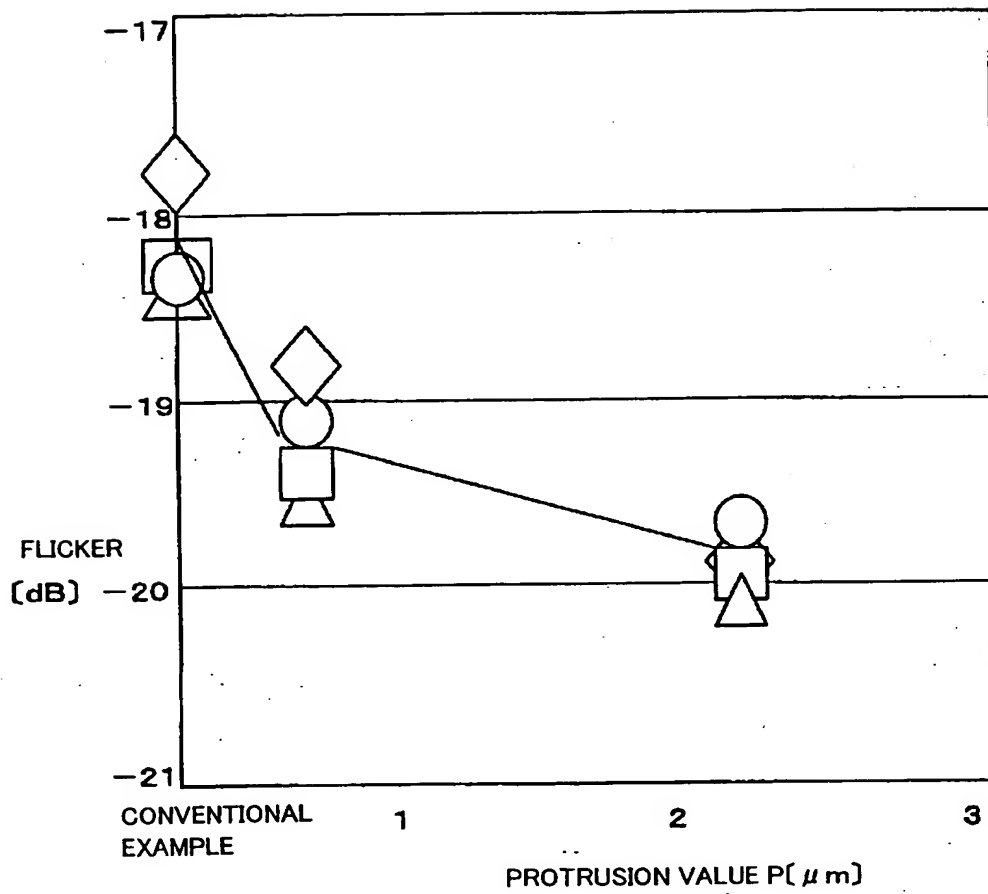 −17
−18
−19
FLICKER
[dB] −20
−21
CONVENTIONAL
EXAMPLE
1
2
3
PROTRUSION VALUE P[μm]